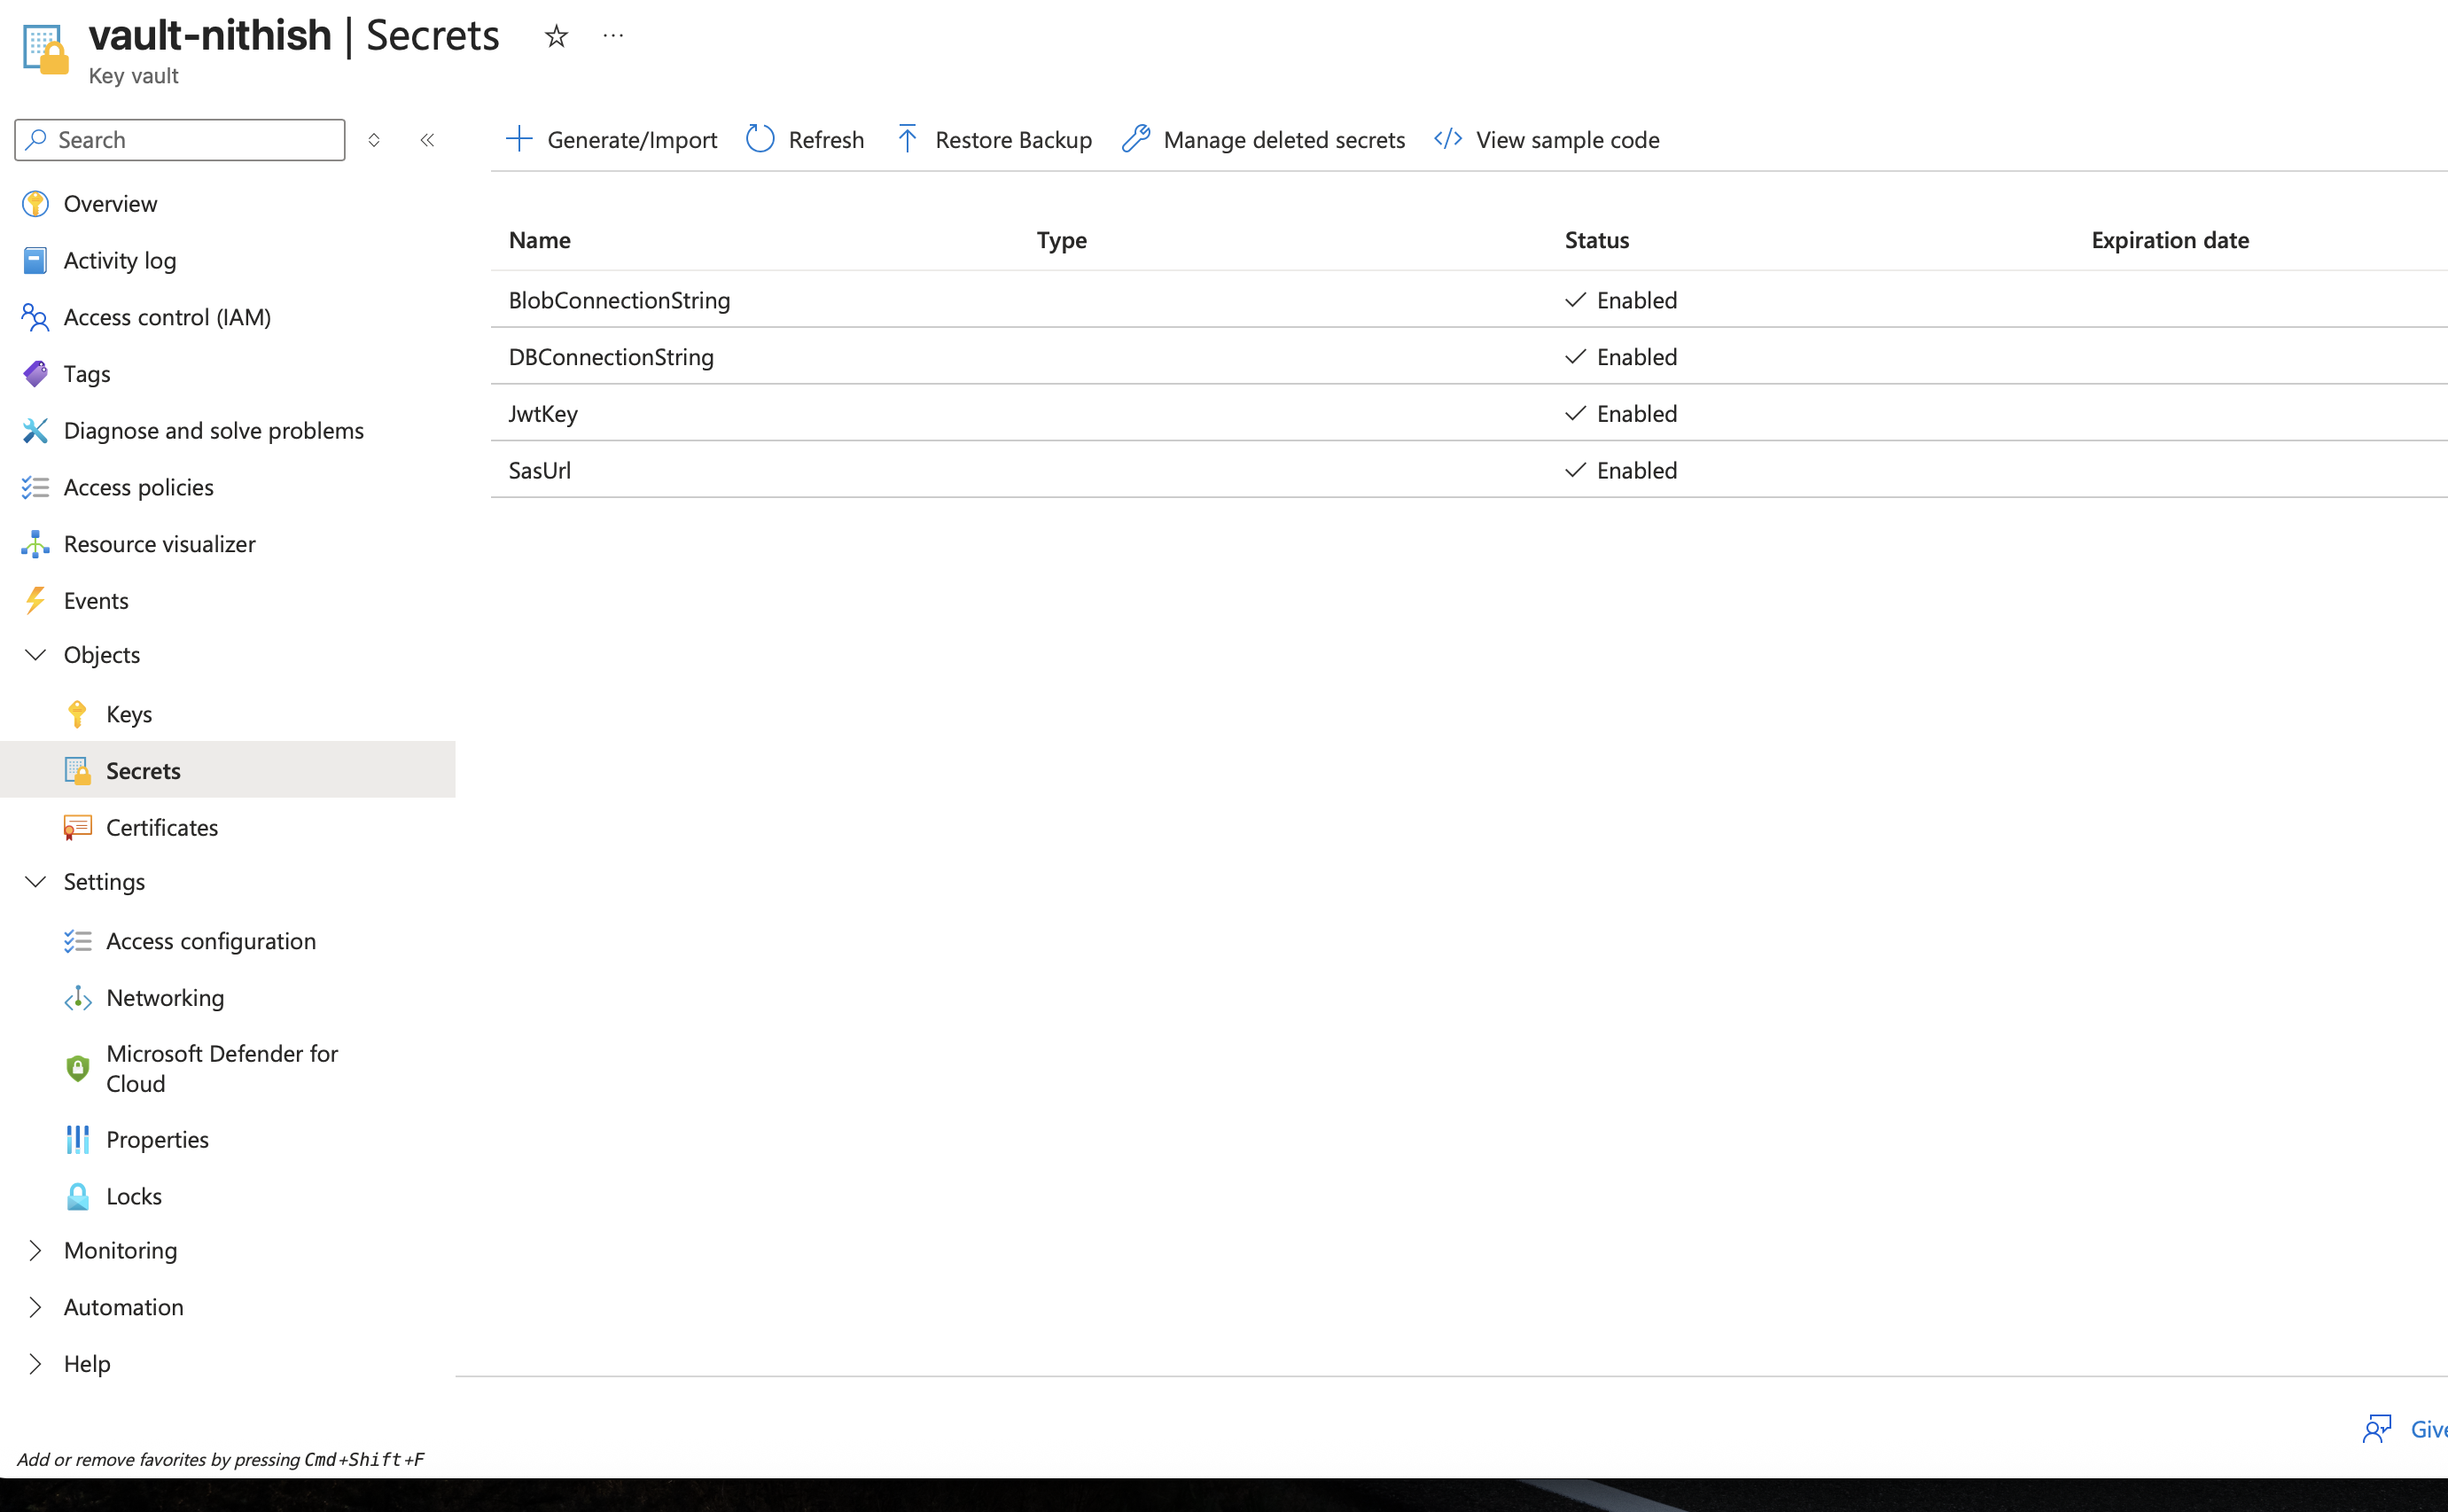 vault-nithish | Secrets
Key vault
Search
Generate/Import
Refresh
Restore Backup
Manage deleted secrets
View sample code
Overview
Activity log
Access control (IAM)
Tags
Diagnose and solve problems
Access policies
Resource visualizer
Events
Objects
Keys
Secrets
Certificates
Settings
Access configuration
Networking
Microsoft Defender for
Cloud
Properties
Locks
Monitoring
Automation
Help
Name Type Status Expiration date
BlobConnectionString Enabled
DBConnectionString Enabled
JwtKey Enabled
SasUrl Enabled
Give
Add or remove favorites by pressing Cmd+Shift+F